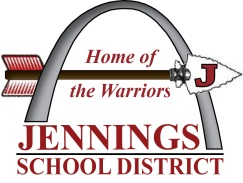 Home of
the Warriors
J
JENNINGS
SCHOOL DISTRICT